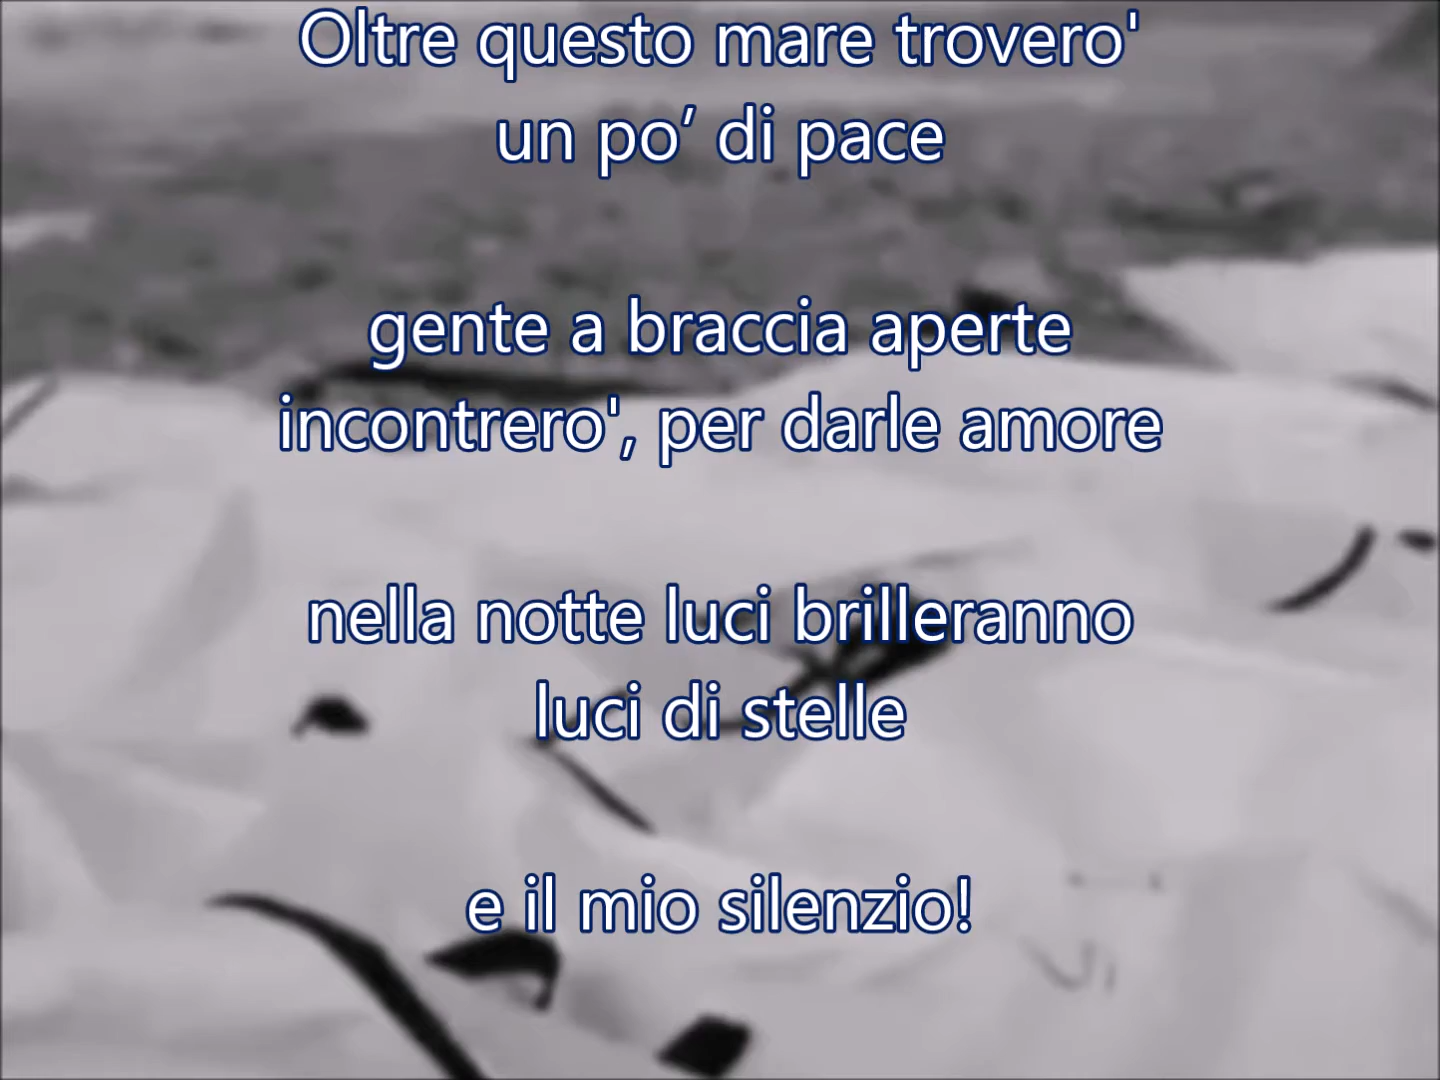 Oltre questo mare trovero'
un po’ di pace
gente a braccia aperte
incontrero', per darle amore
nella notte luci brilleranno
luci di stelle
e il mio silenzio!